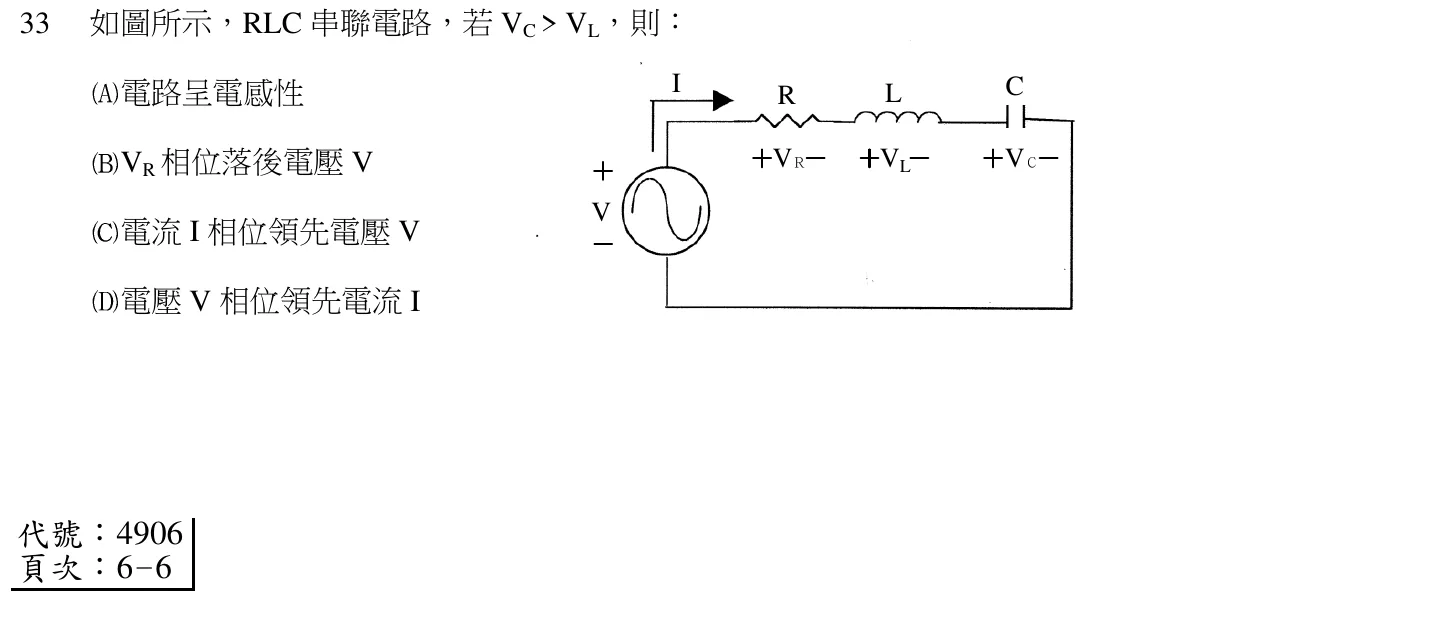 33 如圖所示，RLC 串聯電路，若 V_C > V_L，則：
(A)電路呈電感性
(B)V_R 相位落後電壓 V
(C)電流 I 相位領先電壓 V
(D)電壓 V 相位領先電流 I
I
R
L
C
+V_R−
+V_L−
+V_C−
+
V
−
代號：4906
頁次：6－6